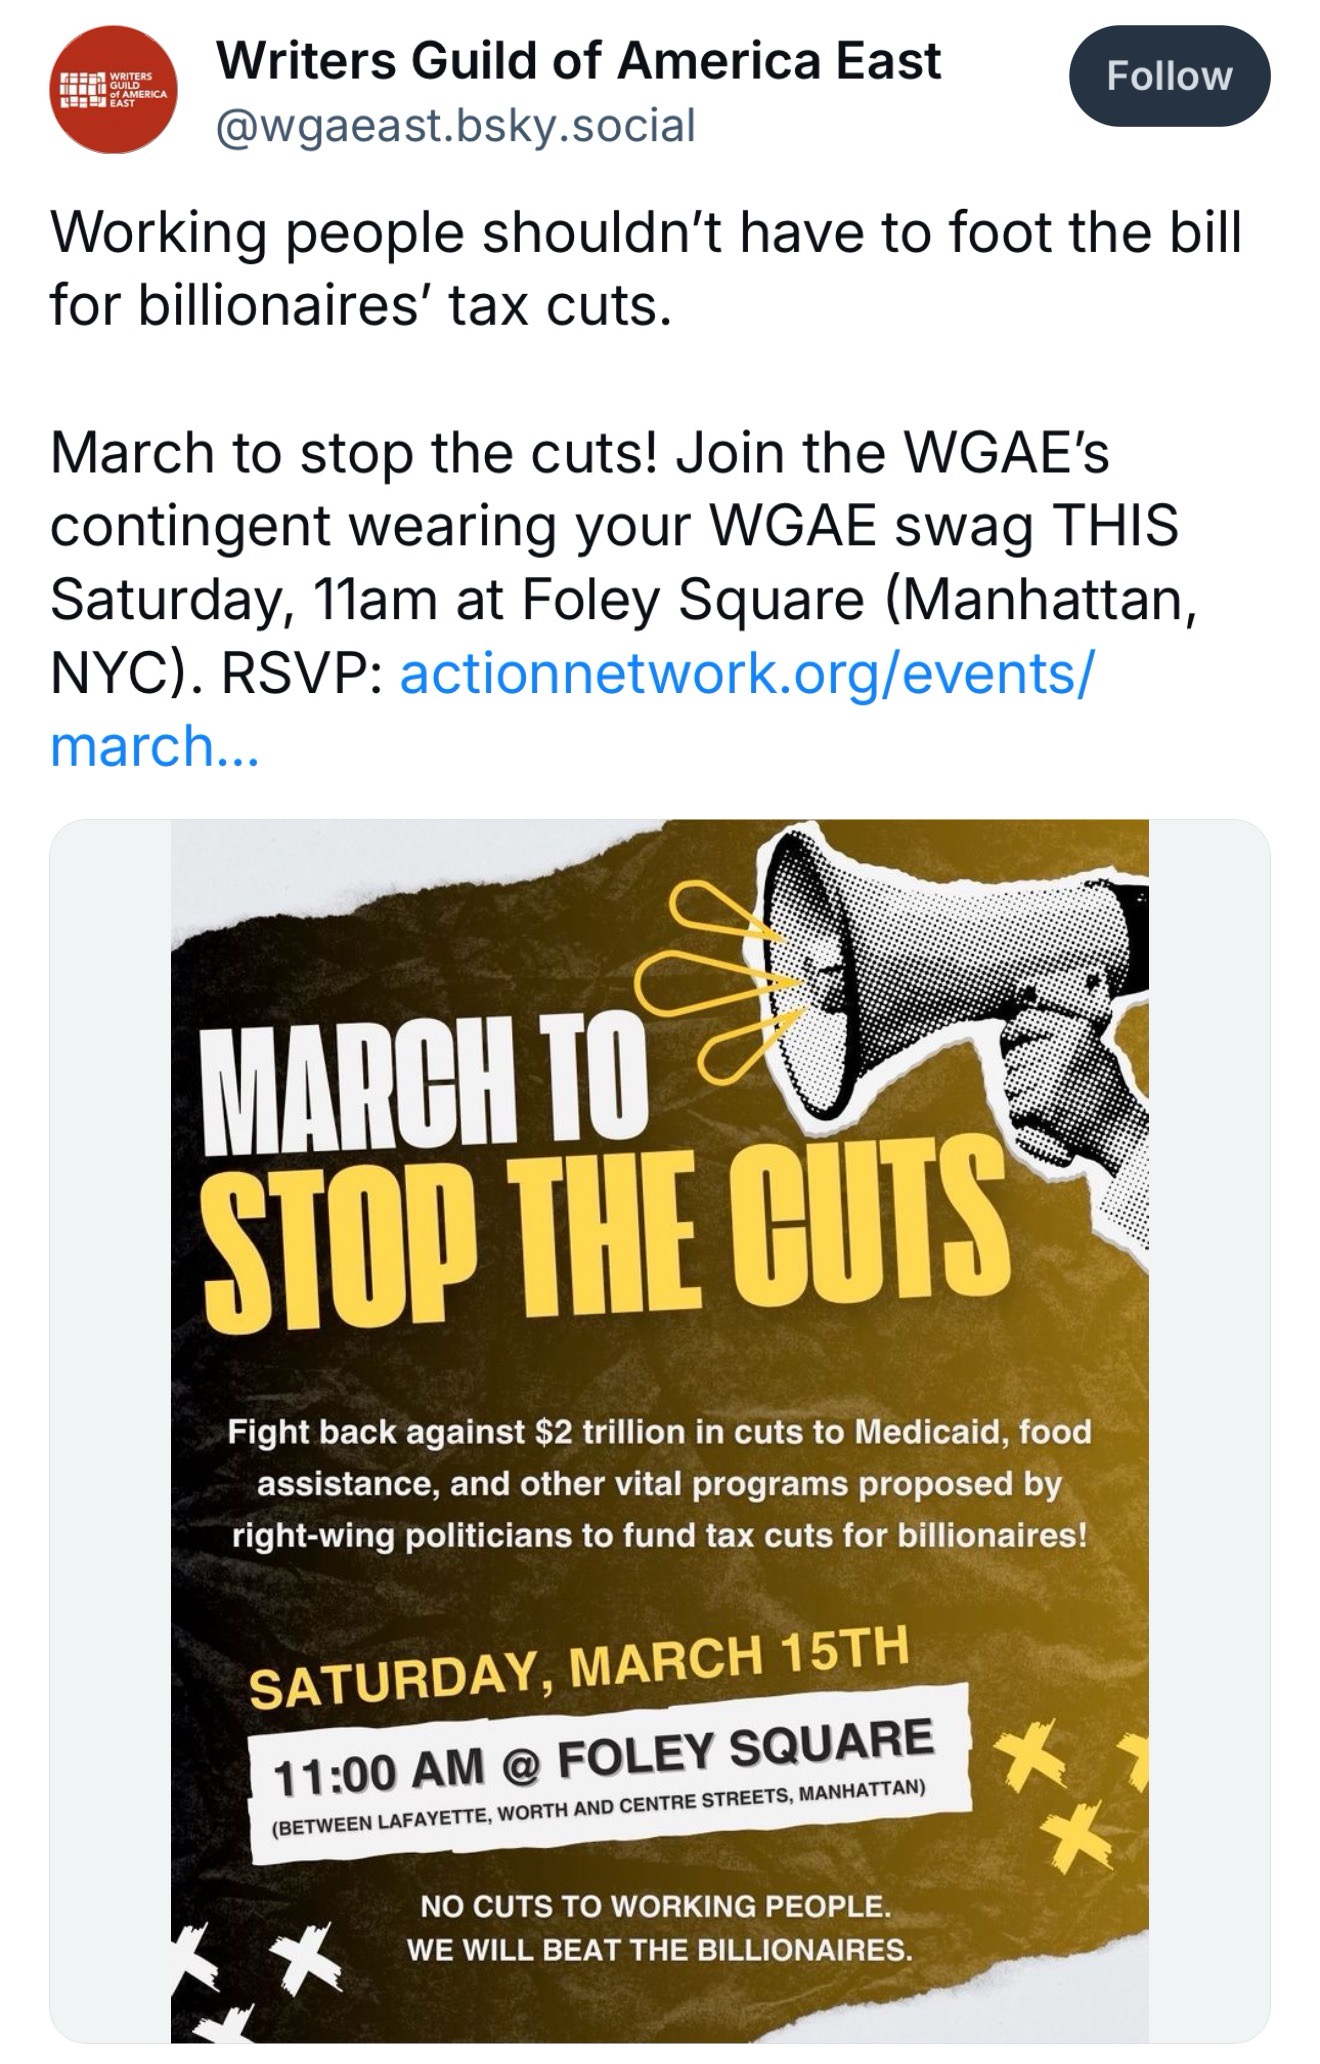 WRITERS
GUILD
of AMERICA
EAST
Writers Guild of America East
@wgaeast.bsky.social
Follow
Working people shouldn’t have to foot the bill
for billionaires’ tax cuts.
March to stop the cuts! Join the WGAE’s
contingent wearing your WGAE swag THIS
Saturday, 11am at Foley Square (Manhattan,
NYC). RSVP: actionnetwork.org/events/
march...
MARCH TO
STOP THE CUTS
Fight back against $2 trillion in cuts to Medicaid, food
assistance, and other vital programs proposed by
right-wing politicians to fund tax cuts for billionaires!
SATURDAY, MARCH 15TH
11:00 AM @ FOLEY SQUARE
(BETWEEN LAFAYETTE, WORTH AND CENTRE STREETS, MANHATTAN)
NO CUTS TO WORKING PEOPLE.
WE WILL BEAT THE BILLIONAIRES.